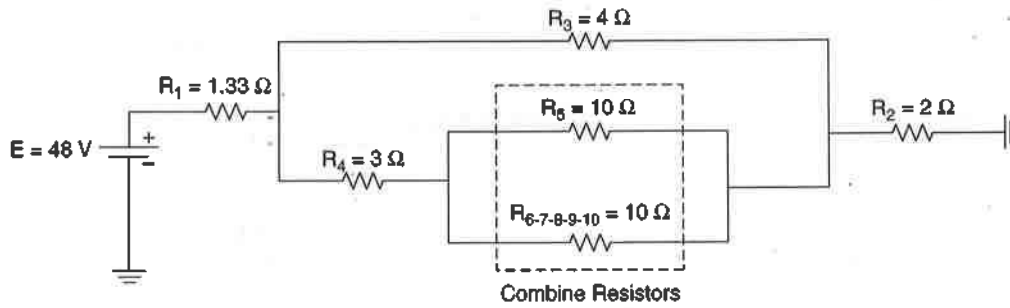 R3 = 4 Ω
R1 = 1.33 Ω
R5 = 10 Ω
R2 = 2 Ω
+
E = 48 V
−
R4 = 3 Ω
R6-7-8-9-10 = 10 Ω
Combine Resistors